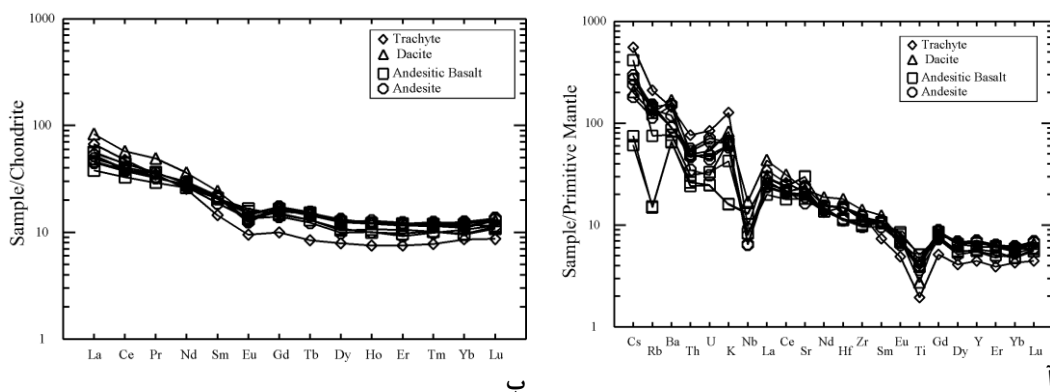 1000
100
10
1
Sample/Chondrite
Trachyte
Dacite
Andesitic Basalt
Andesite
La Ce Pr Nd Sm Eu Gd Tb Dy Ho Er Tm Yb Lu
ب
1000
100
10
1
Sample/Primitive Mantle
Trachyte
Dacite
Andesitic Basalt
Andesite
Cs Rb Ba Th U K Nb La Ce Sr Nd Hf Zr Sm Eu Ti Gd Dy Y Er Yb Lu
آ